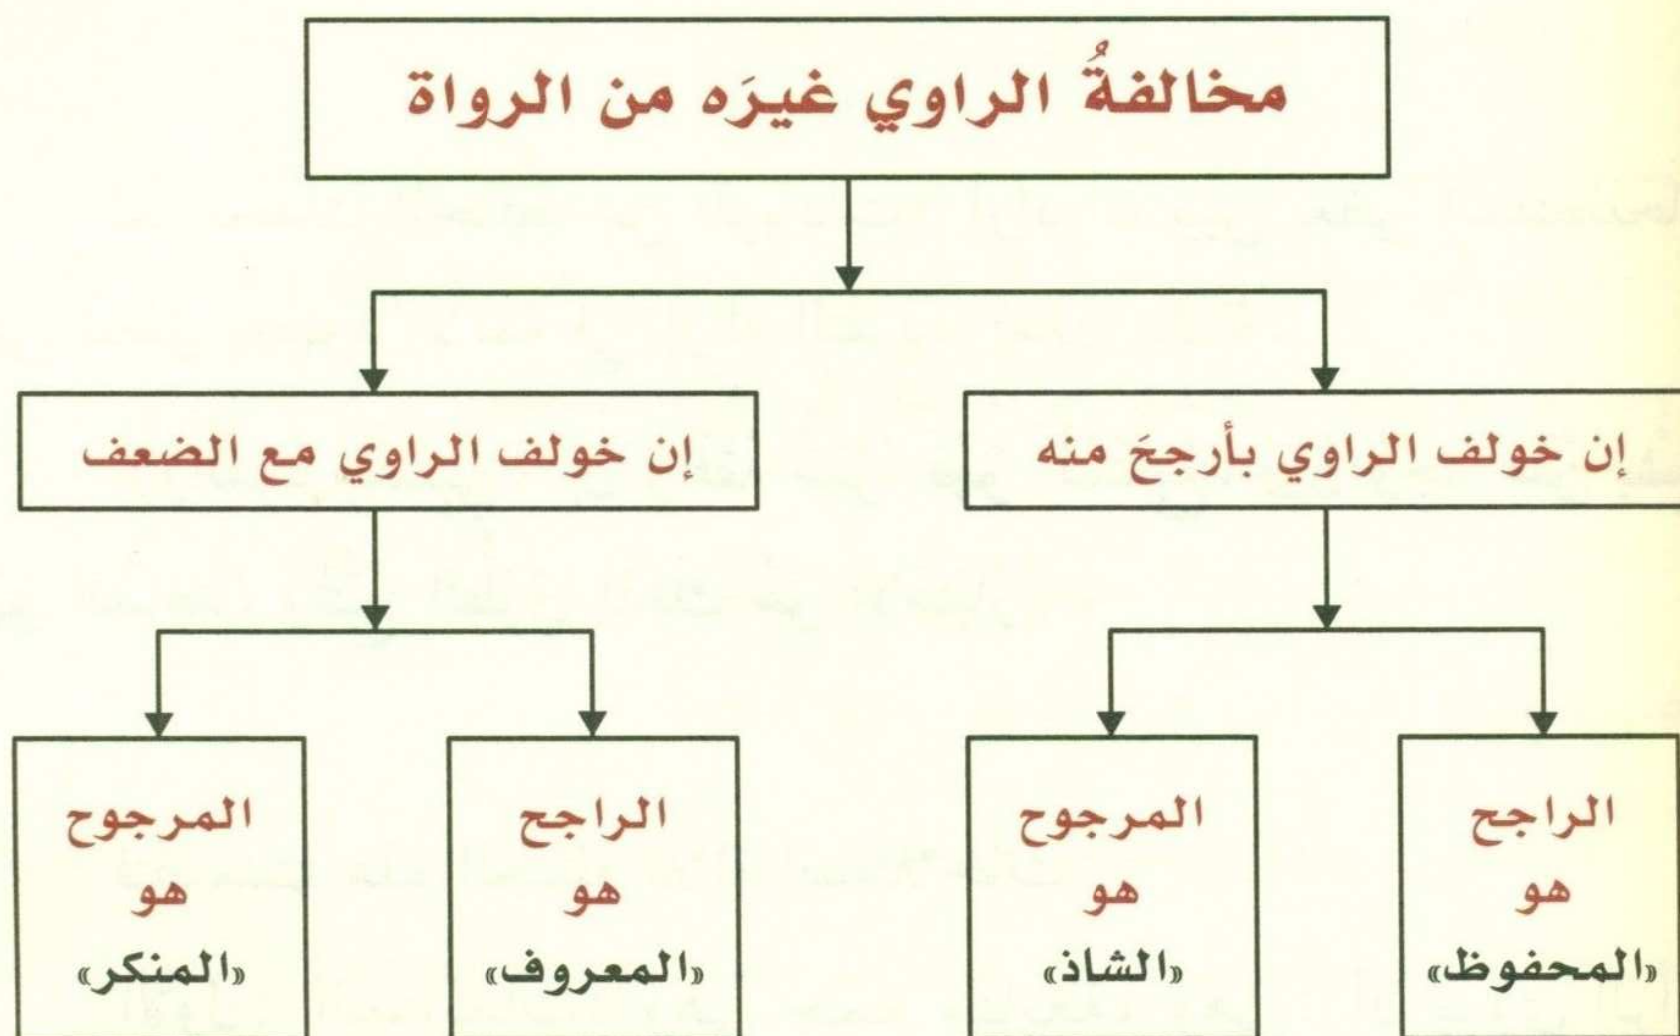 مخالفةُ الراوي غيرَه من الرواة
إن خولف الراوي بأرجحَ منه
إن خولف الراوي مع الضعف
الراجح
هو
«المحفوظ»
المرجوح
هو
«الشاذ»
الراجح
هو
«المعروف»
المرجوح
هو
«المنكر»